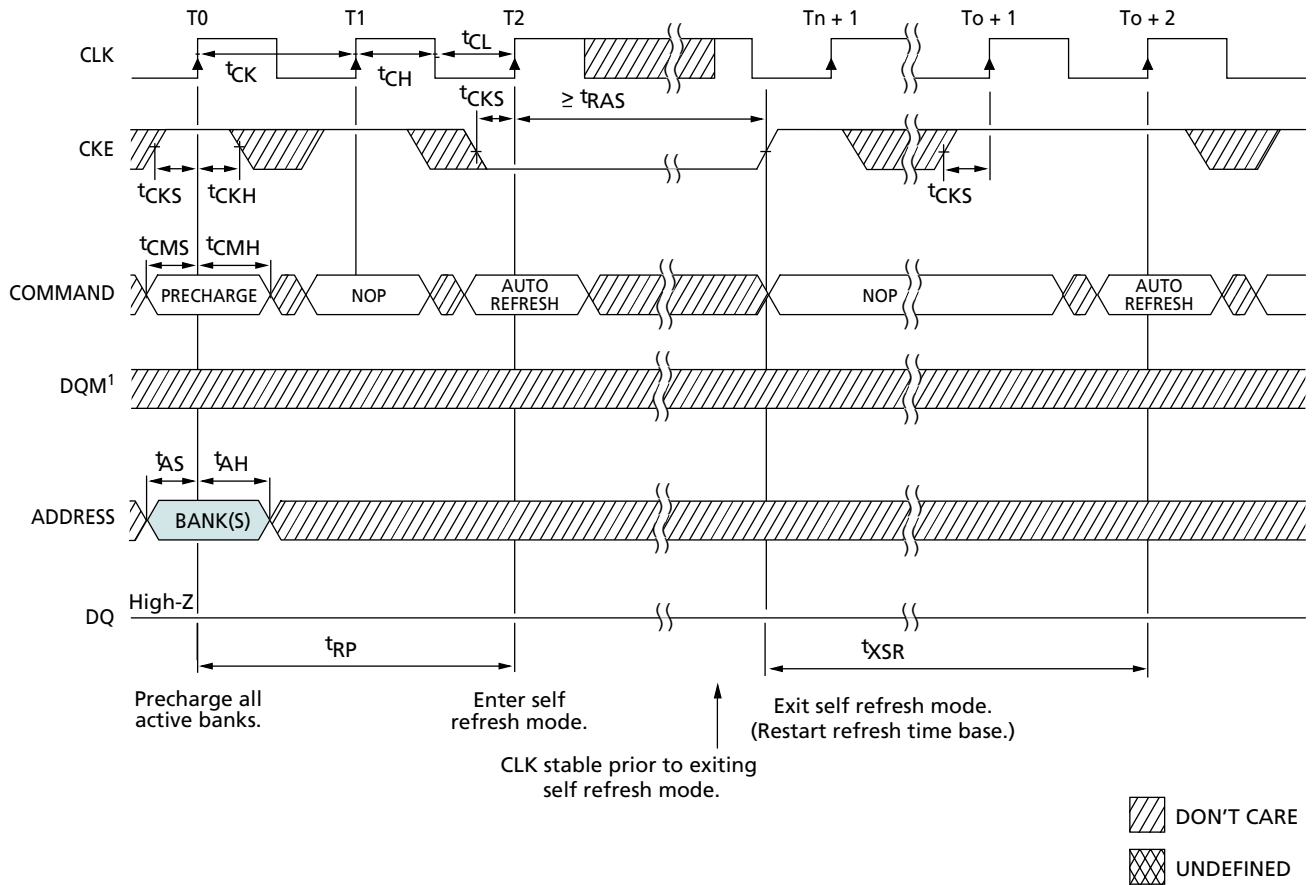 T0 T1 T2 Tn + 1 To + 1 To + 2
CLK
tCK tCH tCL
tCKS ≥ tRAS
CKE
tCKS tCKH tCKS
tCMS tCMH
COMMAND PRECHARGE NOP AUTO REFRESH NOP AUTO REFRESH
DQM1
tAS tAH
ADDRESS BANK(S)
High-Z
DQ
tRP tXSR
Precharge all
active banks.
Enter self
refresh mode.
Exit self refresh mode.
(Restart refresh time base.)
CLK stable prior to exiting
self refresh mode.
DON'T CARE
UNDEFINED